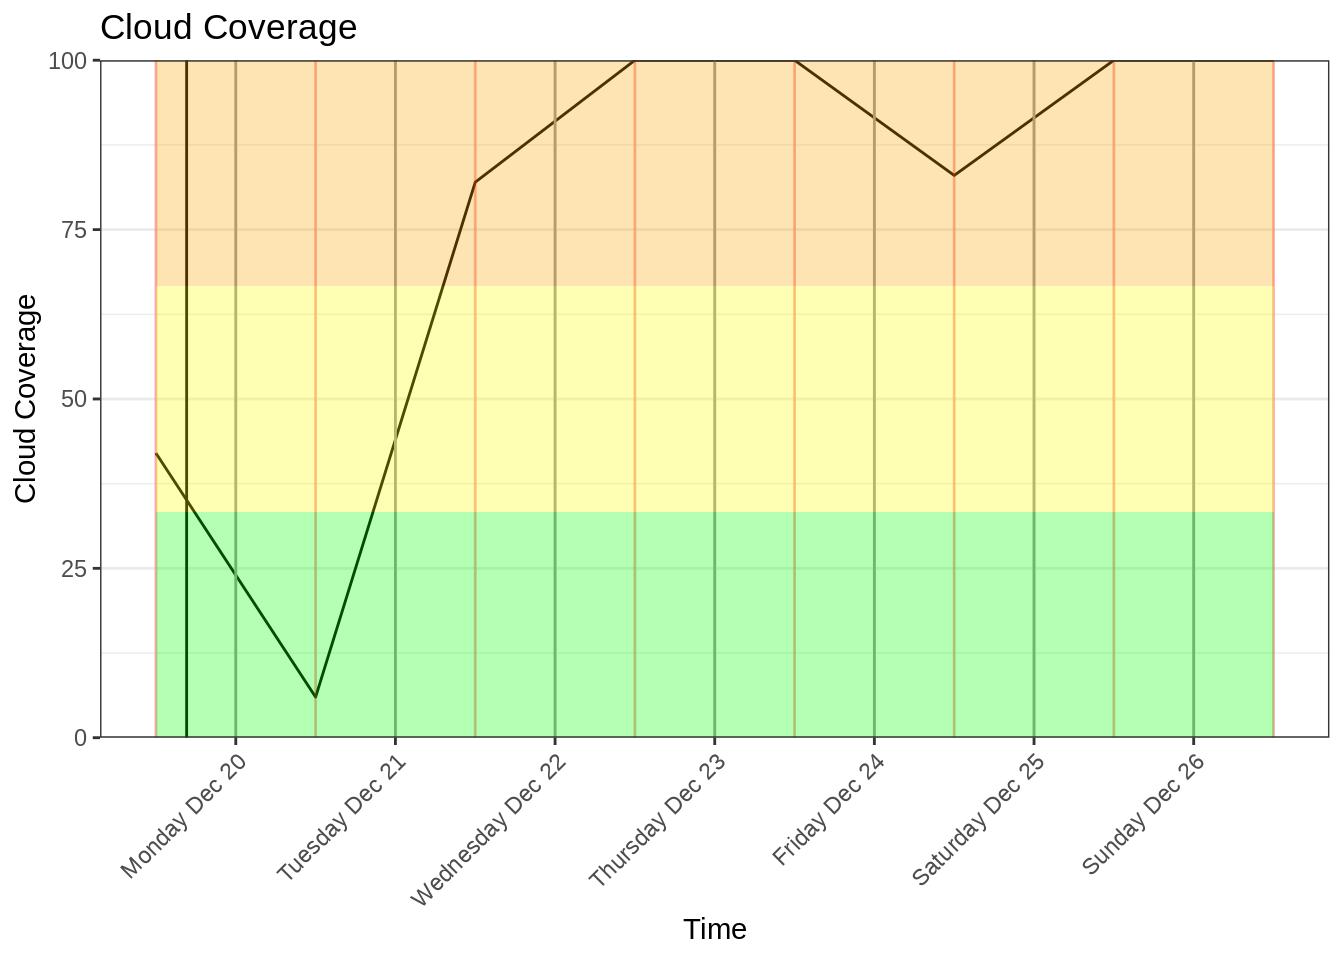 Cloud Coverage
100
75
50
25
0
Cloud Coverage
Monday Dec 20
Tuesday Dec 21
Wednesday Dec 22
Thursday Dec 23
Friday Dec 24
Saturday Dec 25
Sunday Dec 26
Time